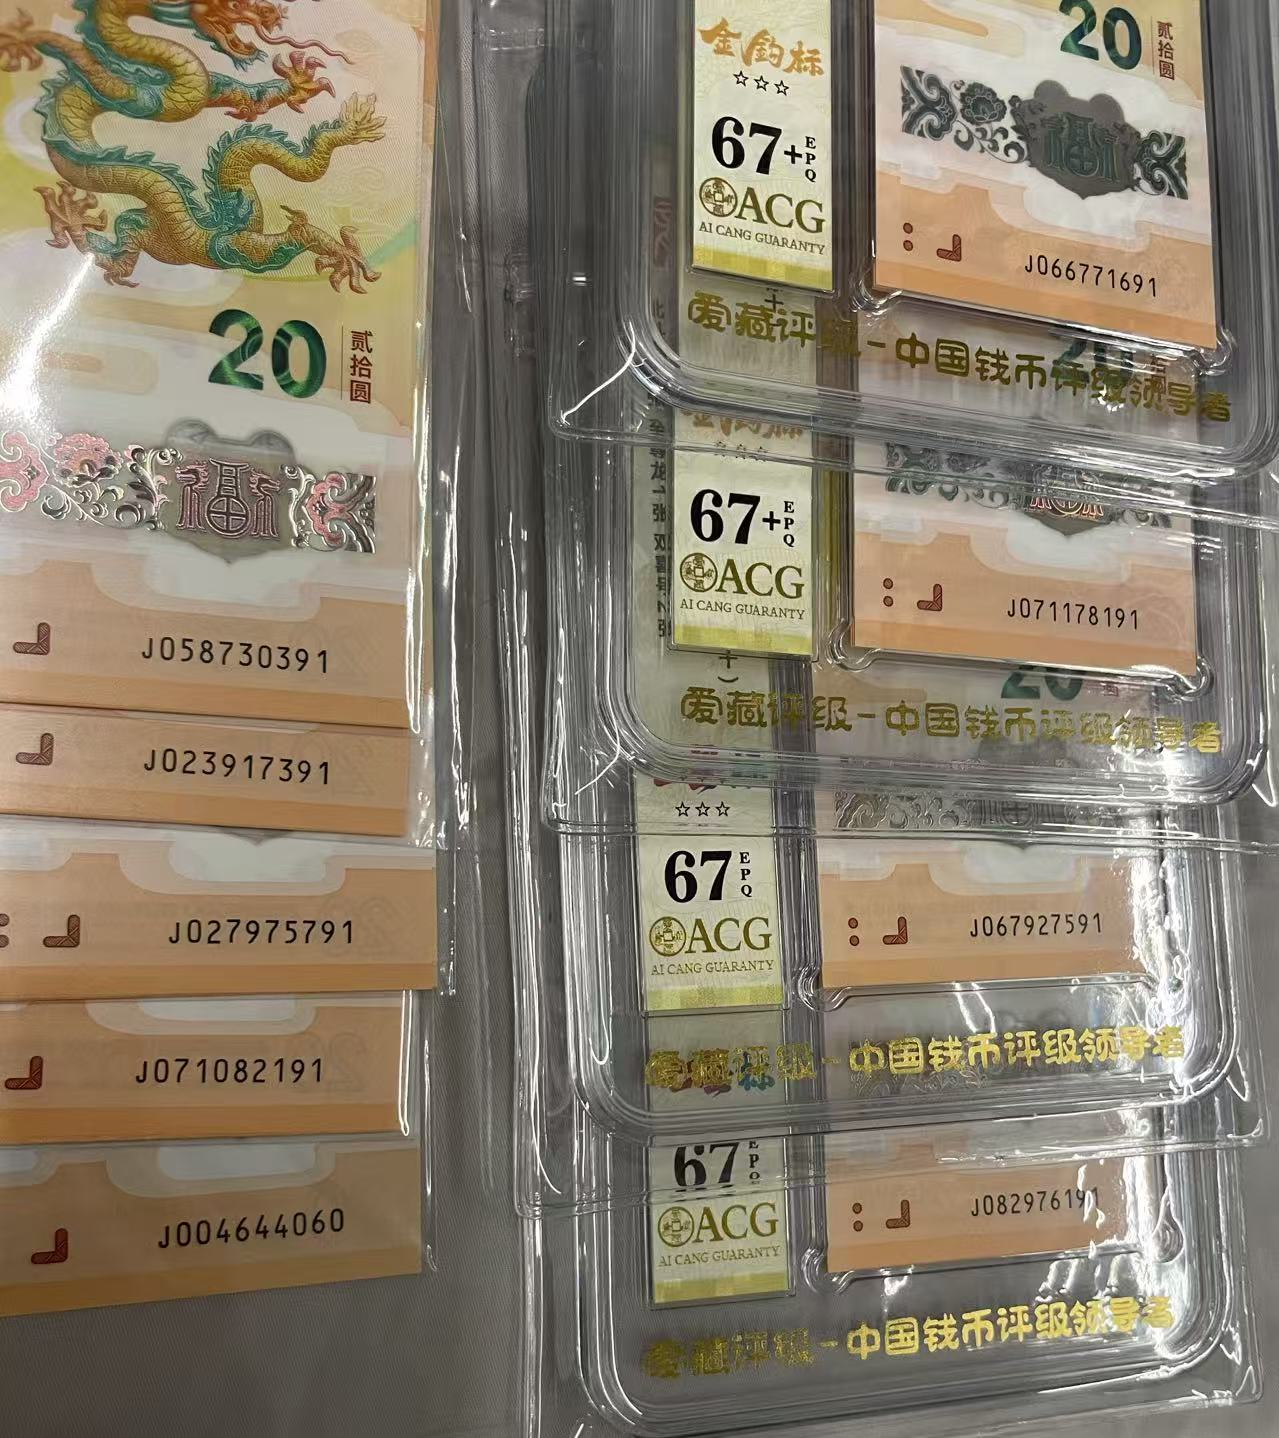 20
贰拾圆
福
J058730391
J023917391
J027975791
J071082191
J004644060
金鈞标
☆☆☆
67+
EPQ
ACG
AI CANG GUARANTY
20
贰拾圆
福
J066771691
爱藏评级-中国钱币评级领导者
67+
EPQ
ACG
AI CANG GUARANTY
J071178191
20
爱藏评级-中国钱币评级领导者
☆☆☆
67
EPQ
ACG
AI CANG GUARANTY
J067927591
爱藏评级-中国钱币评级领导者
67
EPQ
ACG
AI CANG GUARANTY
J082976191
爱藏评级-中国钱币评级领导者